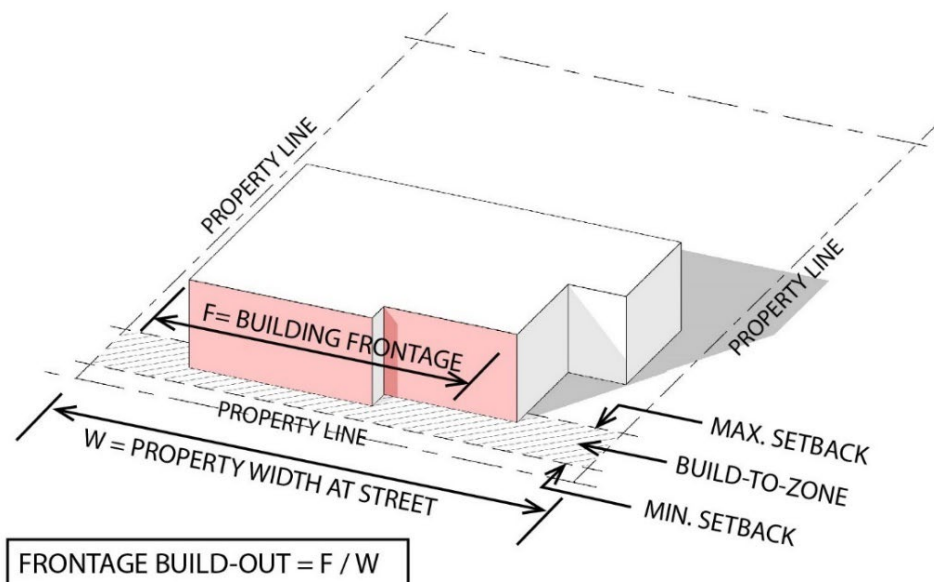 PROPERTY LINE
PROPERTY LINE
F= BUILDING FRONTAGE
PROPERTY LINE
W = PROPERTY WIDTH AT STREET
MAX. SETBACK
BUILD-TO-ZONE
MIN. SETBACK
FRONTAGE BUILD-OUT = F / W